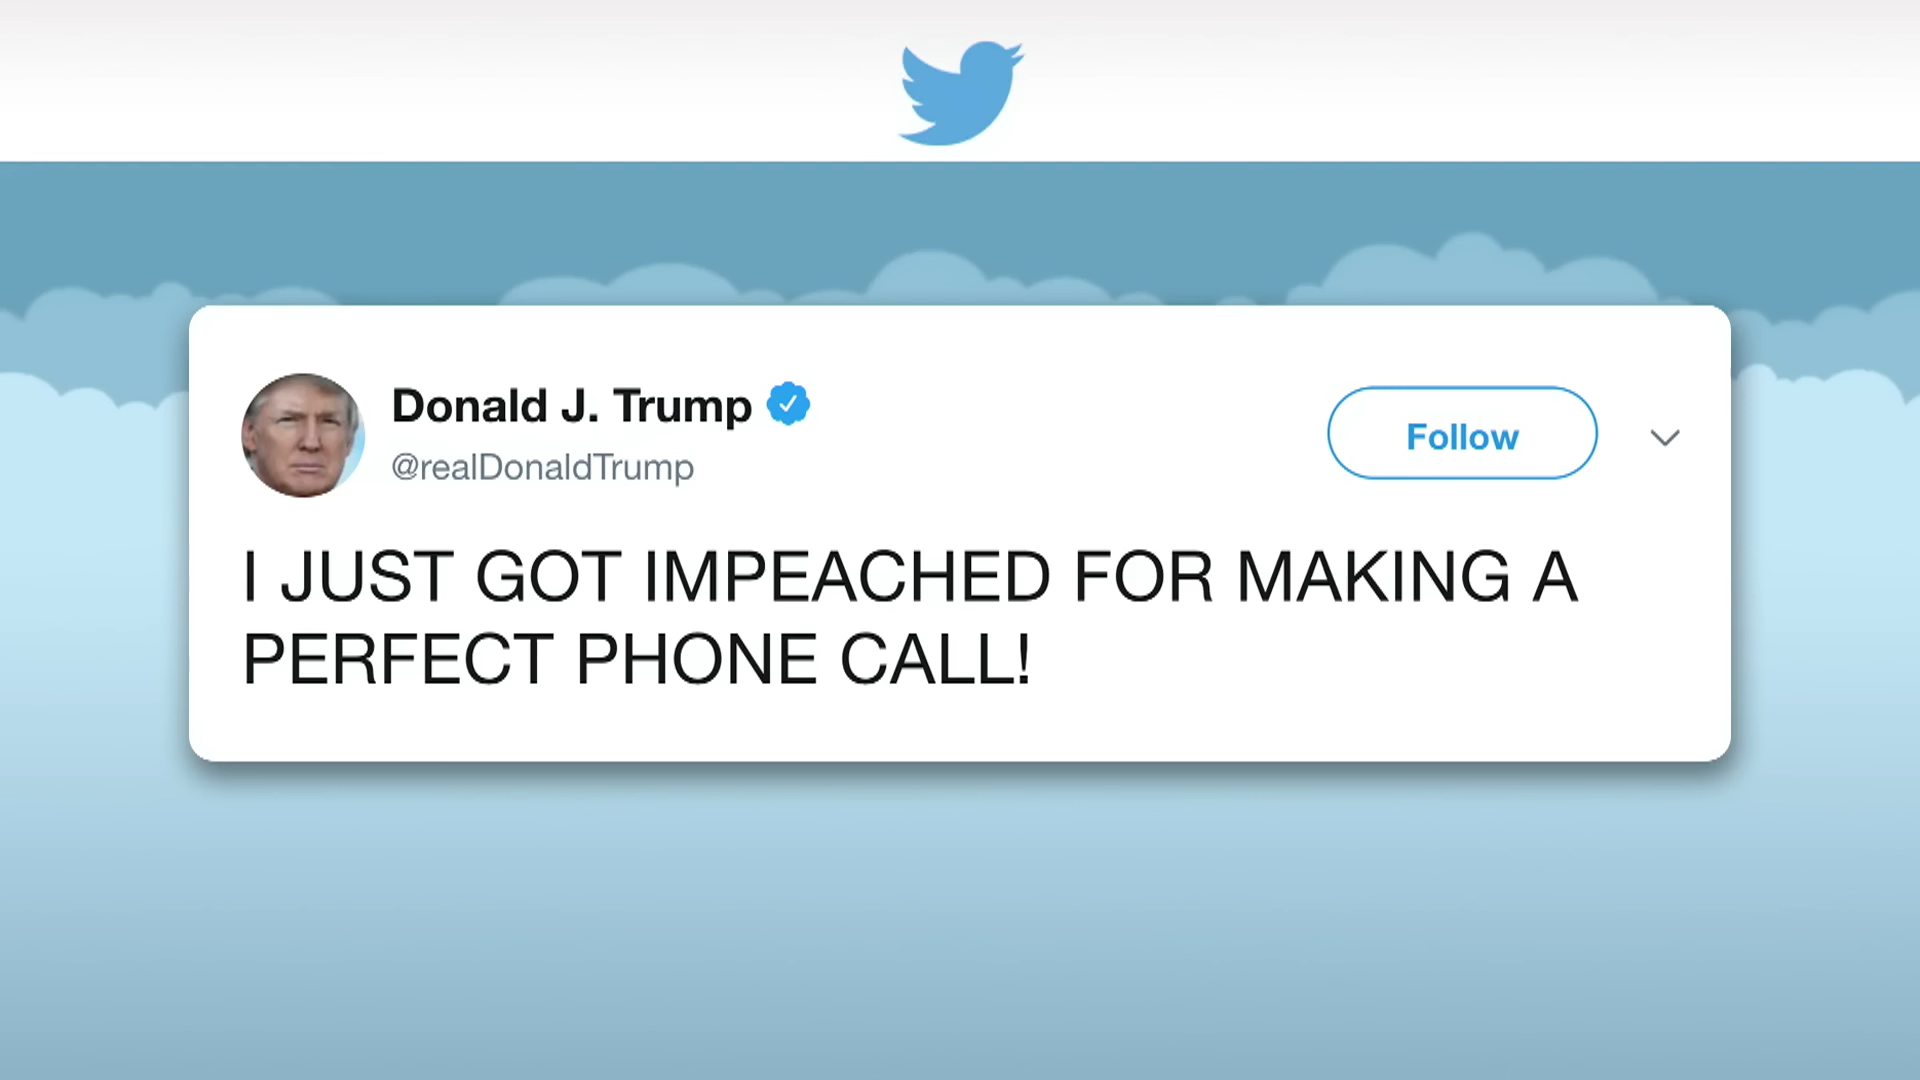 Donald J. Trump
@realDonaldTrump
Follow
I JUST GOT IMPEACHED FOR MAKING A
PERFECT PHONE CALL!